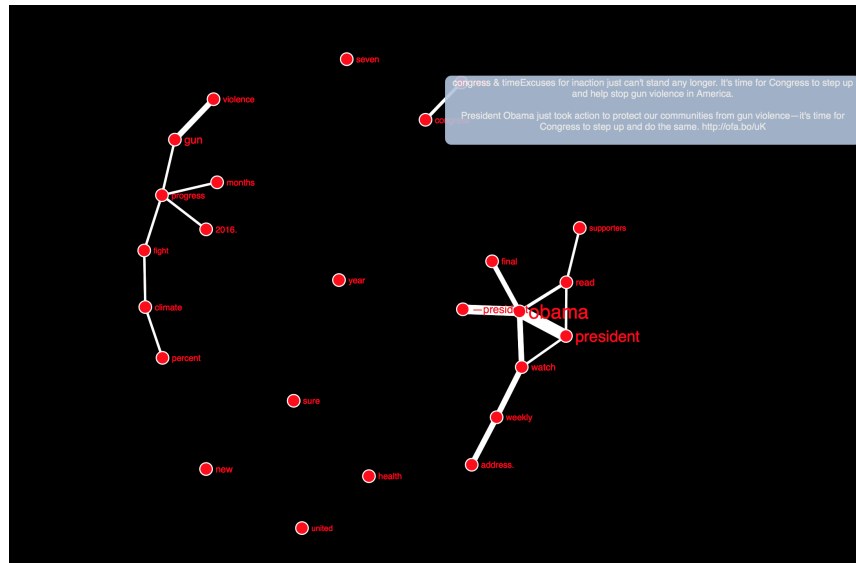 seven
violence
congress & timeExcuses for inaction just can't stand any longer. It's time for Congress to step up
and help stop gun violence in America.
President Obama just took action to protect our communities from gun violence—it's time for
Congress to step up and do the same. http://ofa.bo/uK
gun
months.
progress
2016.
supporters
fight
final
year
read
climate
—president
obama
president
percent
watch
sure
weekly
address.
new
health
united